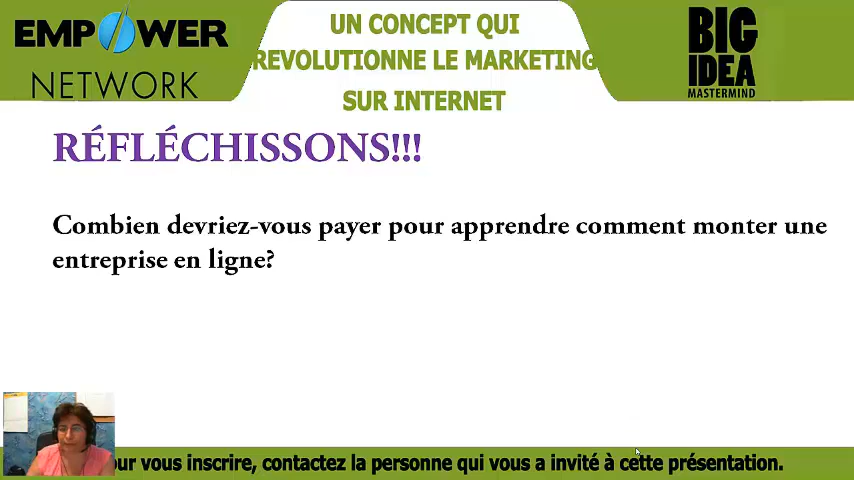 EMPOWER
NETWORK
UN CONCEPT QUI
REVOLUTIONNE LE MARKETING
SUR INTERNET
BIG
IDEA
MASTERMIND
RÉFLÉCHISSONS!!!
Combien devriez-vous payer pour apprendre comment monter une
entreprise en ligne?
our vous inscrire, contactez la personne qui vous a invité à cette présentation.